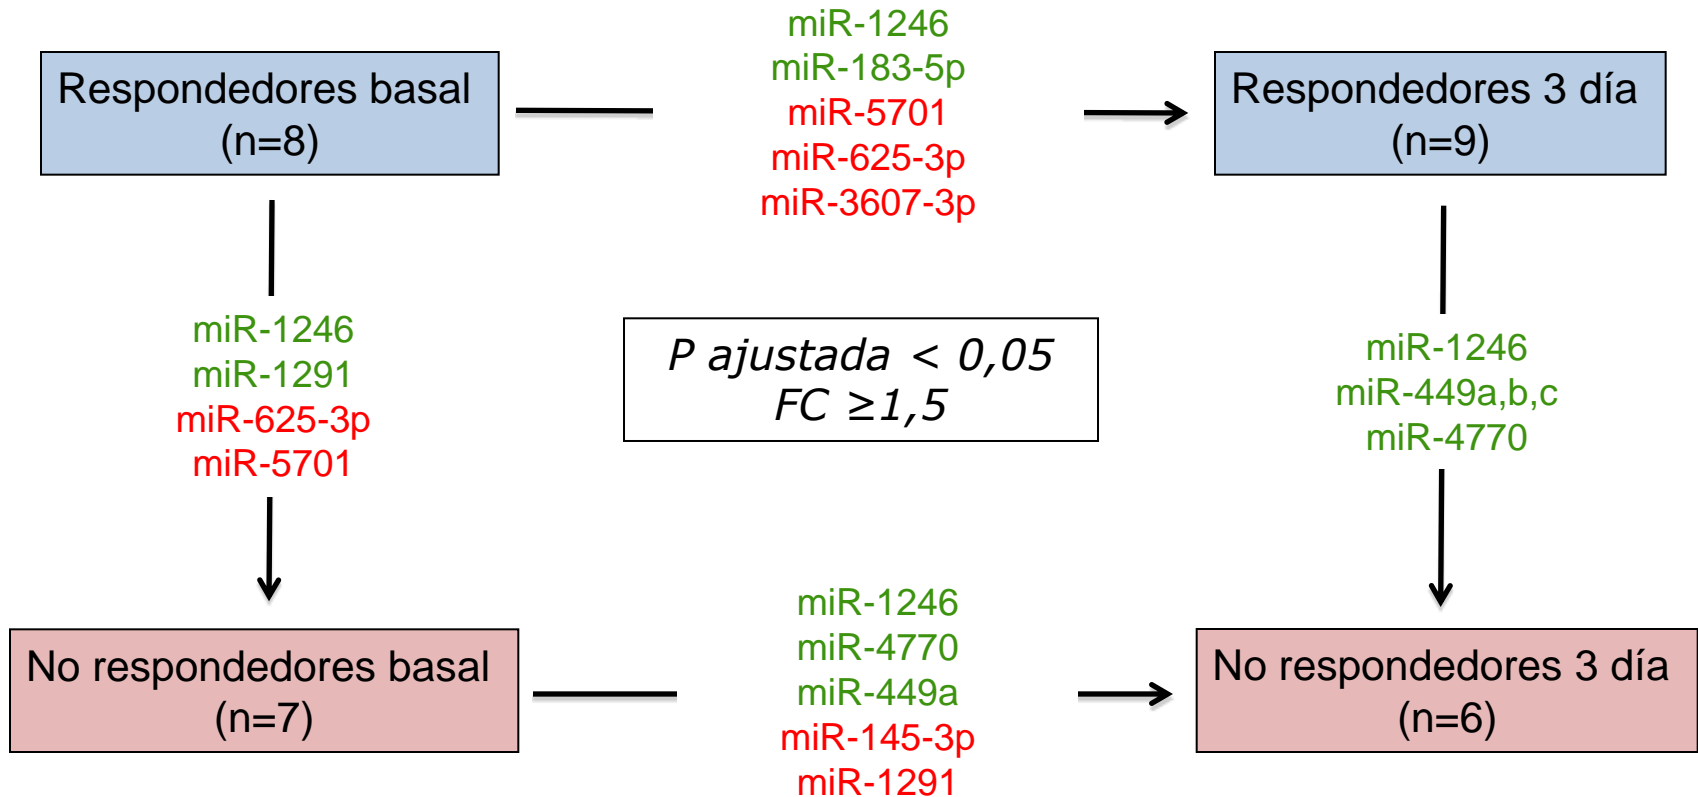 Respondedores basal
(n=8)
miR-1246
miR-183-5p
miR-5701
miR-625-3p
miR-3607-3p
Respondedores 3 día
(n=9)
miR-1246
miR-1291
miR-625-3p
miR-5701
P ajustada < 0,05
FC ≥1,5
miR-1246
miR-449a,b,c
miR-4770
No respondedores basal
(n=7)
miR-1246
miR-4770
miR-449a
miR-145-3p
miR-1291
No respondedores 3 día
(n=6)